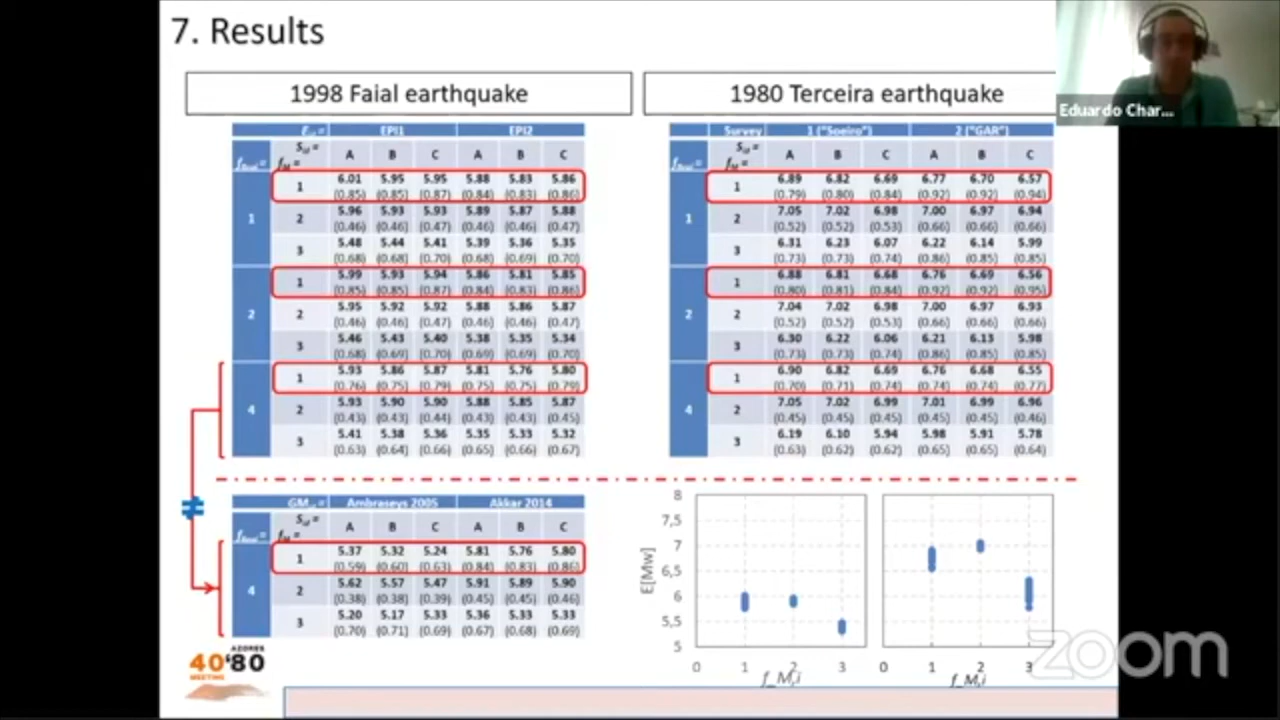 7. Results
Eduardo Char...
1998 Faial earthquake
1980 Terceira earthquake
EPI1 EPI2
A B C A B C
1 6.01 5.95 5.95 5.88 5.83 5.86
(0.85) (0.85) (0.87) (0.84) (0.83) (0.86)
1 2 5.96 5.93 5.93 5.89 5.87 5.88
(0.46) (0.46) (0.47) (0.46) (0.46) (0.47)
3 5.48 5.44 5.41 5.39 5.36 5.35
(0.68) (0.68) (0.70) (0.68) (0.69) (0.70)
1 5.99 5.93 5.94 5.86 5.81 5.85
(0.85) (0.85) (0.87) (0.84) (0.83) (0.86)
2 2 5.95 5.92 5.92 5.88 5.86 5.87
(0.46) (0.46) (0.47) (0.46) (0.46) (0.47)
3 5.46 5.43 5.40 5.38 5.35 5.34
(0.68) (0.69) (0.70) (0.69) (0.69) (0.70)
1 5.93 5.86 5.87 5.81 5.76 5.80
(0.76) (0.75) (0.79) (0.75) (0.75) (0.79)
4 2 5.93 5.90 5.90 5.88 5.85 5.87
(0.43) (0.43) (0.44) (0.43) (0.43) (0.45)
3 5.41 5.38 5.36 5.35 5.33 5.32
(0.63) (0.64) (0.66) (0.65) (0.66) (0.67)
Survey 1 ("Soeiro") 2 ("GAR")
A B C A B C
1 6.89 6.82 6.69 6.77 6.70 6.57
(0.79) (0.80) (0.84) (0.92) (0.92) (0.94)
1 2 7.05 7.02 6.98 7.00 6.97 6.94
(0.52) (0.52) (0.53) (0.66) (0.66) (0.66)
3 6.31 6.23 6.07 6.22 6.14 5.99
(0.73) (0.73) (0.74) (0.86) (0.85) (0.85)
1 6.88 6.81 6.68 6.76 6.69 6.56
(0.80) (0.81) (0.84) (0.92) (0.92) (0.95)
2 2 7.04 7.02 6.98 7.00 6.97 6.93
(0.52) (0.52) (0.53) (0.66) (0.66) (0.66)
3 6.30 6.22 6.06 6.21 6.13 5.98
(0.73) (0.73) (0.74) (0.86) (0.85) (0.85)
1 6.90 6.82 6.69 6.76 6.68 6.55
(0.70) (0.71) (0.74) (0.74) (0.74) (0.77)
4 2 7.05 7.02 6.99 7.01 6.99 6.96
(0.45) (0.45) (0.45) (0.45) (0.45) (0.46)
3 6.19 6.10 5.94 5.98 5.91 5.78
(0.63) (0.62) (0.62) (0.65) (0.65) (0.64)
≠
Ambraseys 2005 Akkar 2014
A B C A B C
1 5.37 5.32 5.24 5.81 5.76 5.80
(0.59) (0.60) (0.63) (0.84) (0.83) (0.86)
4 2 5.62 5.57 5.47 5.91 5.89 5.90
(0.38) (0.38) (0.39) (0.45) (0.45) (0.46)
3 5.20 5.17 5.33 5.36 5.33 5.33
(0.70) (0.71) (0.69) (0.67) (0.68) (0.69)
E[Mw]
8
7,5
7
6,5
6
5,5
5
0 1 2 3
f_M,i
0 1 2 3
f_M,i
AZORES
40'80
MEETING
zoom